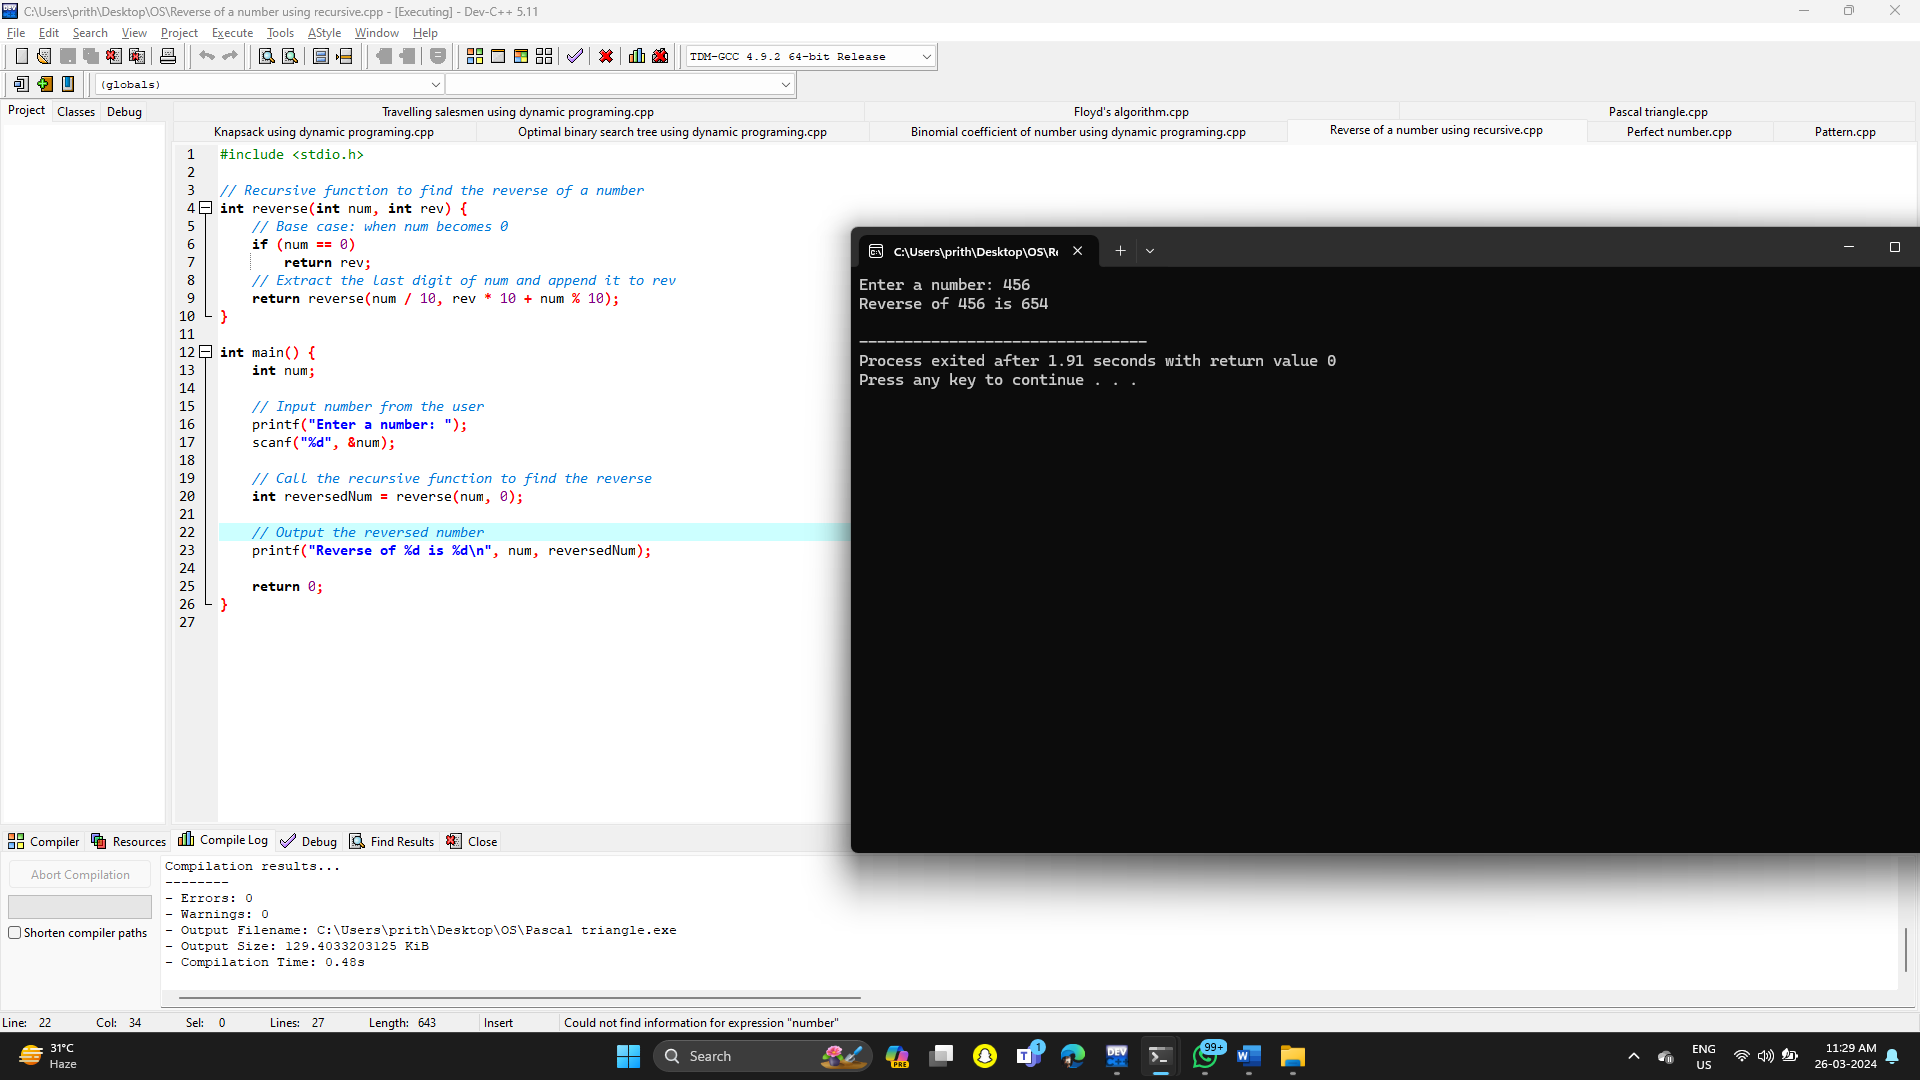 C:\Users\prith\Desktop\OS\Reverse of a number using recursive.cpp - [Executing] - Dev-C++ 5.11
File Edit Search View Project Execute Tools AStyle Window Help
TDM-GCC 4.9.2 64-bit Release
(globals)
Project Classes Debug
Travelling salesmen using dynamic programing.cpp Floyd's algorithm.cpp Pascal triangle.cpp
Knapsack using dynamic programing.cpp Optimal binary search tree using dynamic programing.cpp Binomial coefficient of number using dynamic programing.cpp Reverse of a number using recursive.cpp Perfect number.cpp Pattern.cpp
1 #include <stdio.h>
2
3 // Recursive function to find the reverse of a number
4 int reverse(int num, int rev) {
5 // Base case: when num becomes 0
6 if (num == 0)
7 return rev;
8 // Extract the last digit of num and append it to rev
9 return reverse(num / 10, rev * 10 + num % 10);
10 }
11
12 int main() {
13 int num;
14
15 // Input number from the user
16 printf("Enter a number: ");
17 scanf("%d", &num);
18
19 // Call the recursive function to find the reverse
20 int reversedNum = reverse(num, 0);
21
22 // Output the reversed number
23 printf("Reverse of %d is %d\n", num, reversedNum);
24
25 return 0;
26 }
27
C:\Users\prith\Desktop\OS\Re
Enter a number: 456
Reverse of 456 is 654
--------------------------------
Process exited after 1.91 seconds with return value 0
Press any key to continue . . .
Compiler Resources Compile Log Debug Find Results Close
Abort Compilation
Shorten compiler paths
Compilation results...
--------
- Errors: 0
- Warnings: 0
- Output Filename: C:\Users\prith\Desktop\OS\Pascal triangle.exe
- Output Size: 129.4033203125 KiB
- Compilation Time: 0.48s
Line: 22 Col: 34 Sel: 0 Lines: 27 Length: 643 Insert Could not find information for expression "number"
31°C
Haze
Search
PRE
1
DEV
99+
ENG
US
11:29 AM
26-03-2024